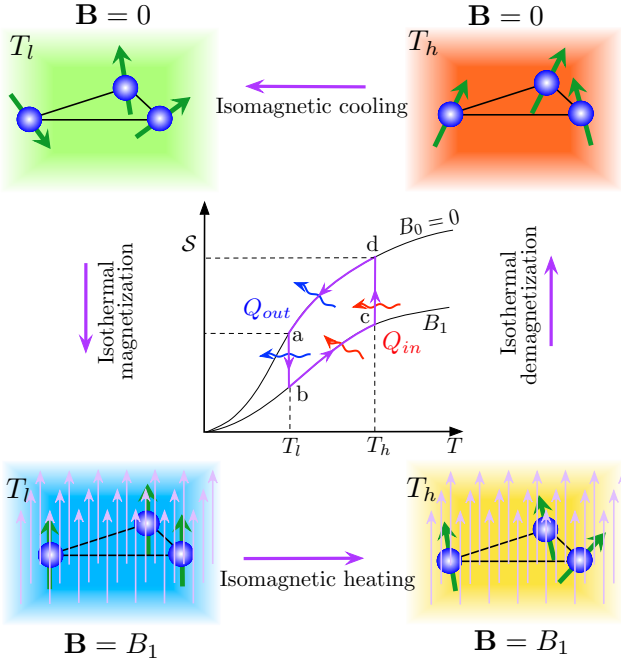 B = 0
B = 0
T_l
T_h
Isomagnetic cooling
S
B_0 = 0
d
Isothermal
magnetization
Q_out
a
c
B_1
Q_in
Isothermal
demagnetization
b
T_l
T_h
T
T_l
T_h
Isomagnetic heating
B = B_1
B = B_1